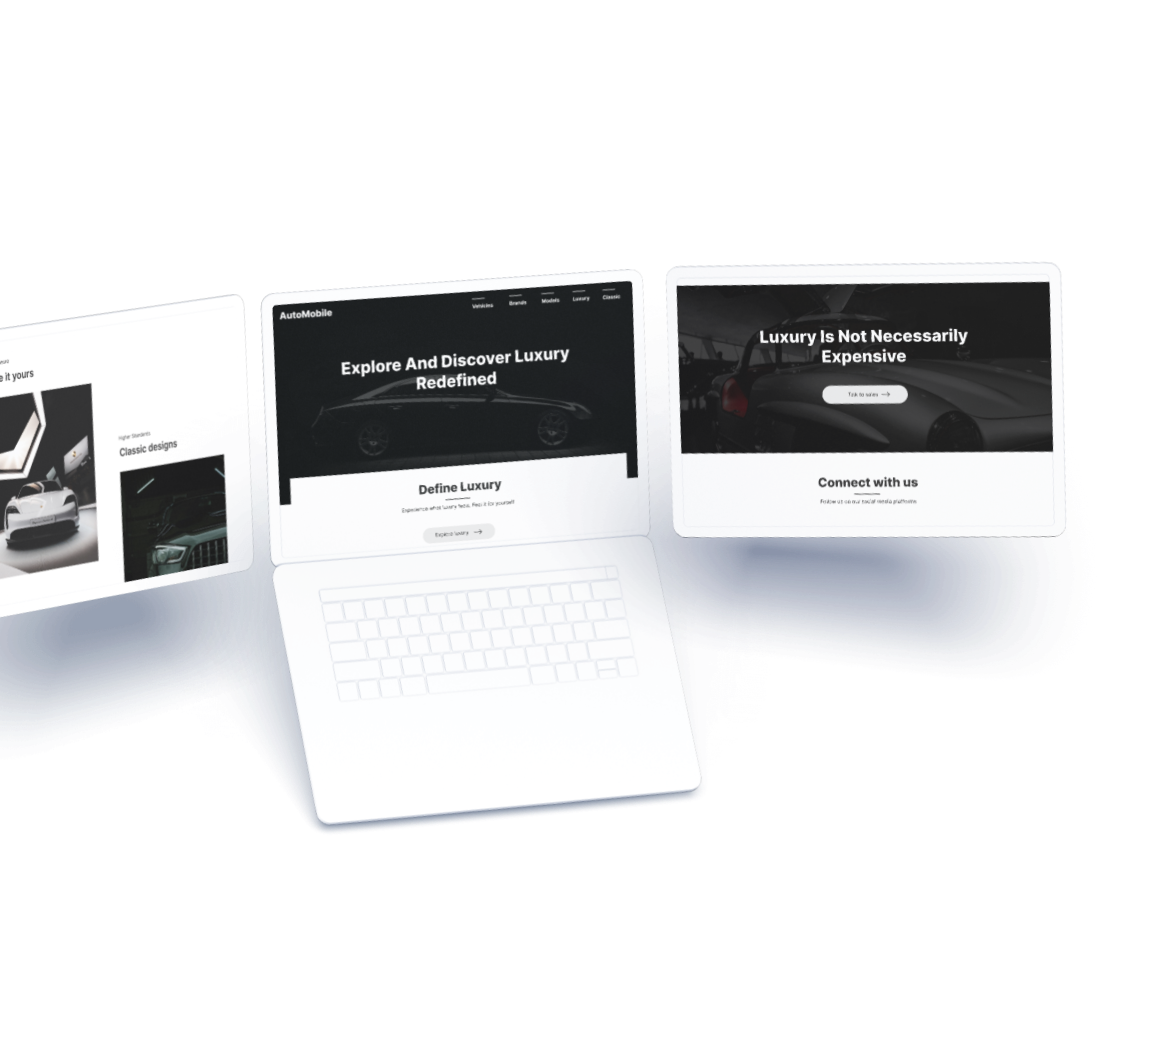 e it yours
Higher Standards
Classic designs
AutoMobile
Vehicles Brands Models Luxury Classic
Explore And Discover Luxury
Redefined
Define Luxury
Experience what luxury feels. Feel it for yourself
Explore luxury
Luxury Is Not Necessarily
Expensive
Talk to sales
Connect with us
Follow us on our social media platforms